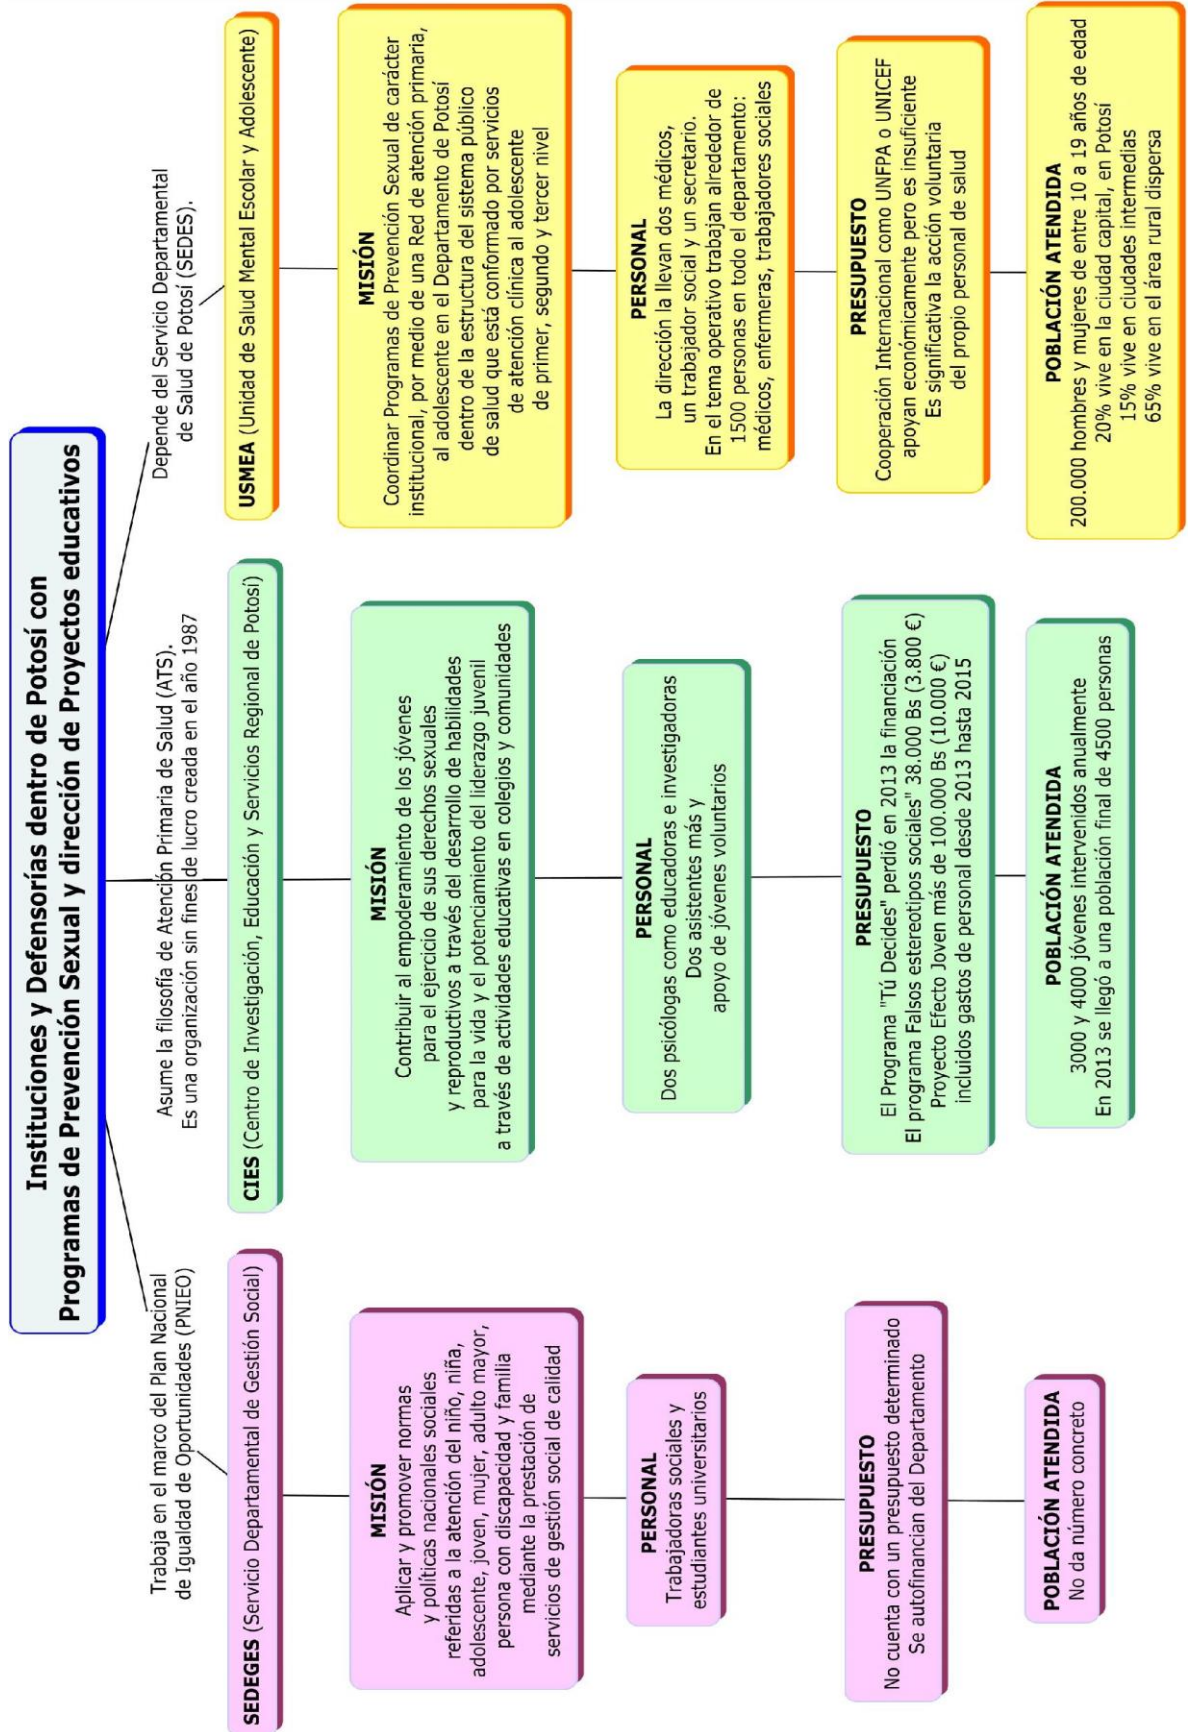 Instituciones y Defensorías dentro de Potosí con
Programas de Prevención Sexual y dirección de Proyectos educativos
Trabaja en el marco del Plan Nacional
de Igualdad de Oportunidades (PNIEO)
SEDEGES (Servicio Departamental de Gestión Social)
MISIÓN
Aplicar y promover normas
y políticas nacionales sociales
referidas a la atención del niño, niña,
adolescente, joven, mujer, adulto mayor,
persona con discapacidad y familia
mediante la prestación de
servicios de gestión social de calidad
PERSONAL
Trabajadoras sociales y
estudiantes universitarios
PRESUPUESTO
No cuenta con un presupuesto determinado
Se autofinancian del Departamento
POBLACIÓN ATENDIDA
No da número concreto
Asume la filosofía de Atención Primaria de Salud (ATS).
Es una organización sin fines de lucro creada en el año 1987
CIES (Centro de Investigación, Educación y Servicios Regional de Potosí)
MISIÓN
Contribuir al empoderamiento de los jóvenes
para el ejercicio de sus derechos sexuales
y reproductivos a través del desarrollo de habilidades
para la vida y el potenciamiento del liderazgo juvenil
a través de actividades educativas en colegios y comunidades
PERSONAL
Dos psicólogas como educadoras e investigadoras
Dos asistentes más y
apoyo de jóvenes voluntarios
PRESUPUESTO
El Programa "Tú Decides" perdió en 2013 la financiación
El programa Falsos estereotipos sociales" 38.000 Bs (3.800 €)
Proyecto Efecto Joven más de 100.000 Bs (10.000 €)
incluidos gastos de personal desde 2013 hasta 2015
POBLACIÓN ATENDIDA
3000 y 4000 jóvenes intervenidos anualmente
En 2013 se llegó a una población final de 4500 personas
Depende del Servicio Departamental
de Salud de Potosí (SEDES).
USMEA (Unidad de Salud Mental Escolar y Adolescente)
MISIÓN
Coordinar Programas de Prevención Sexual de carácter
institucional, por medio de una Red de atención primaria,
al adolescente en el Departamento de Potosí
dentro de la estructura del sistema público
de salud que está conformado por servicios
de atención clínica al adolescente
de primer, segundo y tercer nivel
PERSONAL
La dirección la llevan dos médicos,
un trabajador social y un secretario.
En el tema operativo trabajan alrededor de
1500 personas en todo el departamento:
médicos, enfermeras, trabajadores sociales
PRESUPUESTO
Cooperación Internacional como UNFPA o UNICEF
apoyan económicamente pero es insuficiente
Es significativa la acción voluntaria
del propio personal de salud
POBLACIÓN ATENDIDA
200.000 hombres y mujeres de entre 10 a 19 años de edad
20% vive en la ciudad capital, en Potosí
15% vive en ciudades intermedias
65% vive en el área rural dispersa